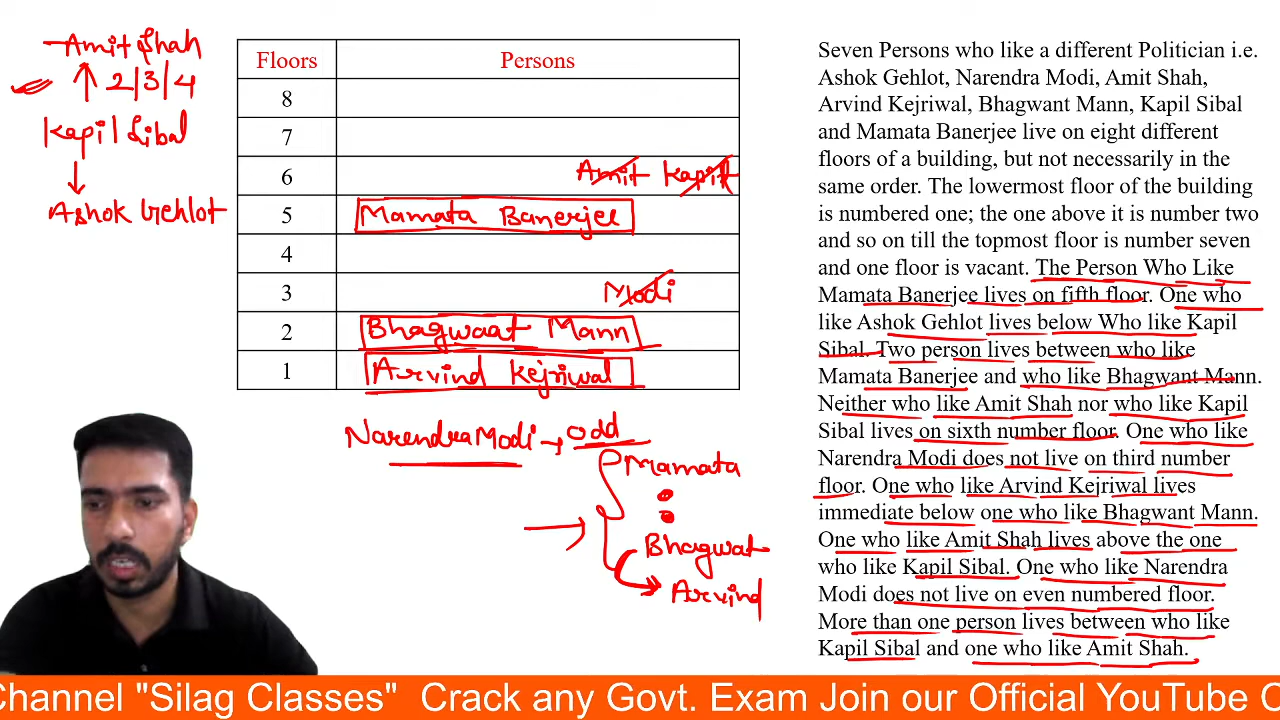 Amit Shah
↑ 2/3/4
Kapil Sibal
↓
Ashok Gehlot
Floors Persons
8
7
6 Amit Kapil
5 Mamata Banerjee
4
3 Modi
2 Bhagwaat Mann
1 Arvind Kejriwal
Narendra Modi → odd
Mamata
Bhagwat
Arvind
Seven Persons who like a different Politician i.e.
Ashok Gehlot, Narendra Modi, Amit Shah,
Arvind Kejriwal, Bhagwant Mann, Kapil Sibal
and Mamata Banerjee live on eight different
floors of a building, but not necessarily in the
same order. The lowermost floor of the building
is numbered one; the one above it is number two
and so on till the topmost floor is number seven
and one floor is vacant. The Person Who Like
Mamata Banerjee lives on fifth floor. One who
like Ashok Gehlot lives below Who like Kapil
Sibal. Two person lives between who like
Mamata Banerjee and who like Bhagwant Mann.
Neither who like Amit Shah nor who like Kapil
Sibal lives on sixth number floor. One who like
Narendra Modi does not live on third number
floor. One who like Arvind Kejriwal lives
immediate below one who like Bhagwant Mann.
One who like Amit Shah lives above the one
who like Kapil Sibal. One who like Narendra
Modi does not live on even numbered floor.
More than one person lives between who like
Kapil Sibal and one who like Amit Shah.
Channel "Silag Classes" Crack any Govt. Exam Join our Official YouTube C